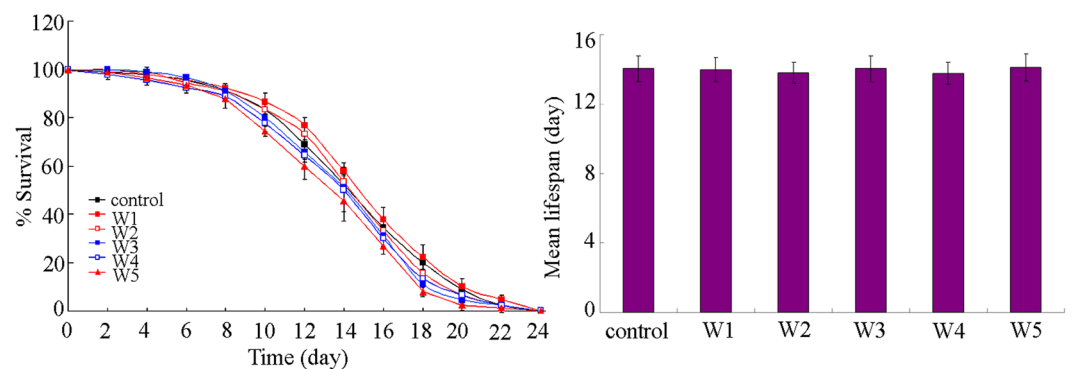 120
100
80
60
40
20
0
% Survival
control
W1
W2
W3
W4
W5
0 2 4 6 8 10 12 14 16 18 20 22 24
Time (day)
16
12
8
4
0
Mean lifespan (day)
control W1 W2 W3 W4 W5